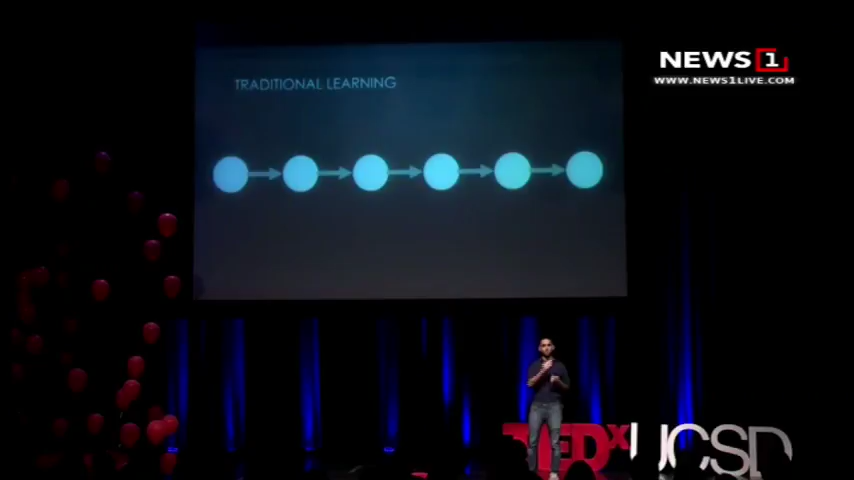 TRADITIONAL LEARNING
NEWS 1
WWW.NEWS1LIVE.COM
TEDxUCSD